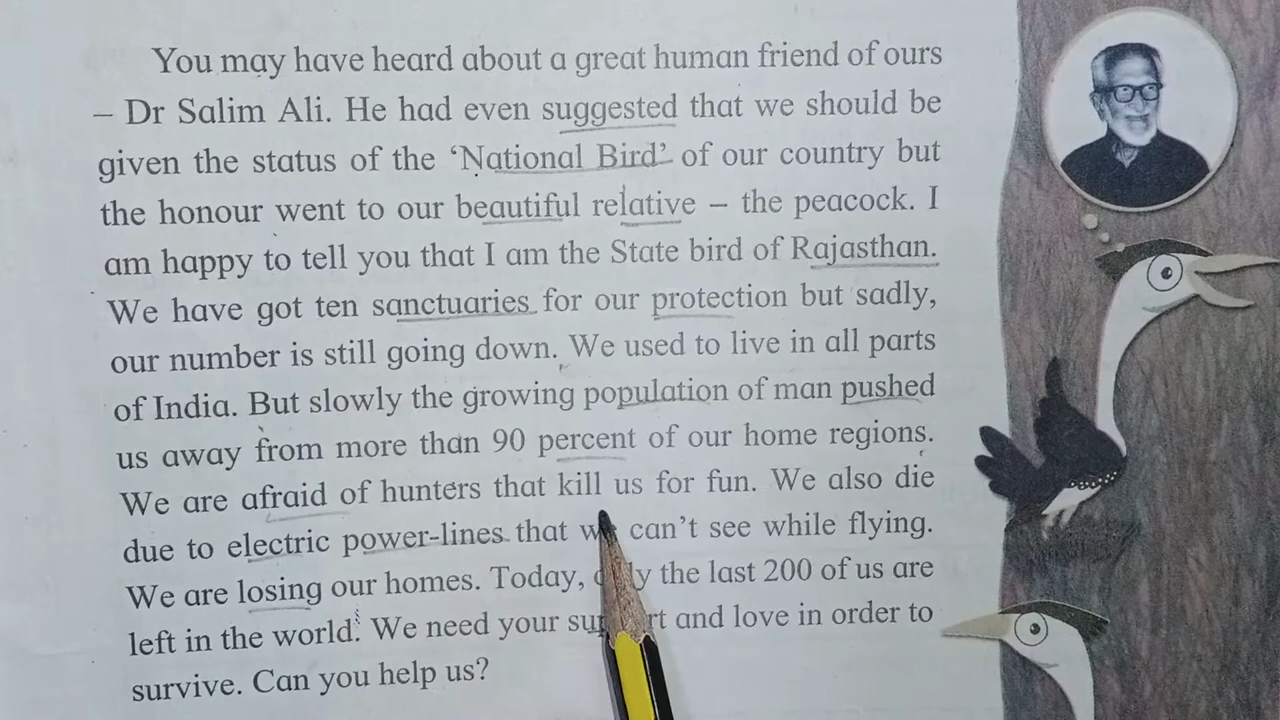 You may have heard about a great human friend of ours
– Dr Salim Ali. He had even suggested that we should be
given the status of the ‘National Bird’ of our country but
the honour went to our beautiful relative – the peacock. I
am happy to tell you that I am the State bird of Rajasthan.
We have got ten sanctuaries for our protection but sadly,
our number is still going down. We used to live in all parts
of India. But slowly the growing population of man pushed
us away from more than 90 percent of our home regions.
We are afraid of hunters that kill us for fun. We also die
due to electric power-lines that we can’t see while flying.
We are losing our homes. Today, only the last 200 of us are
left in the world. We need your support and love in order to
survive. Can you help us?